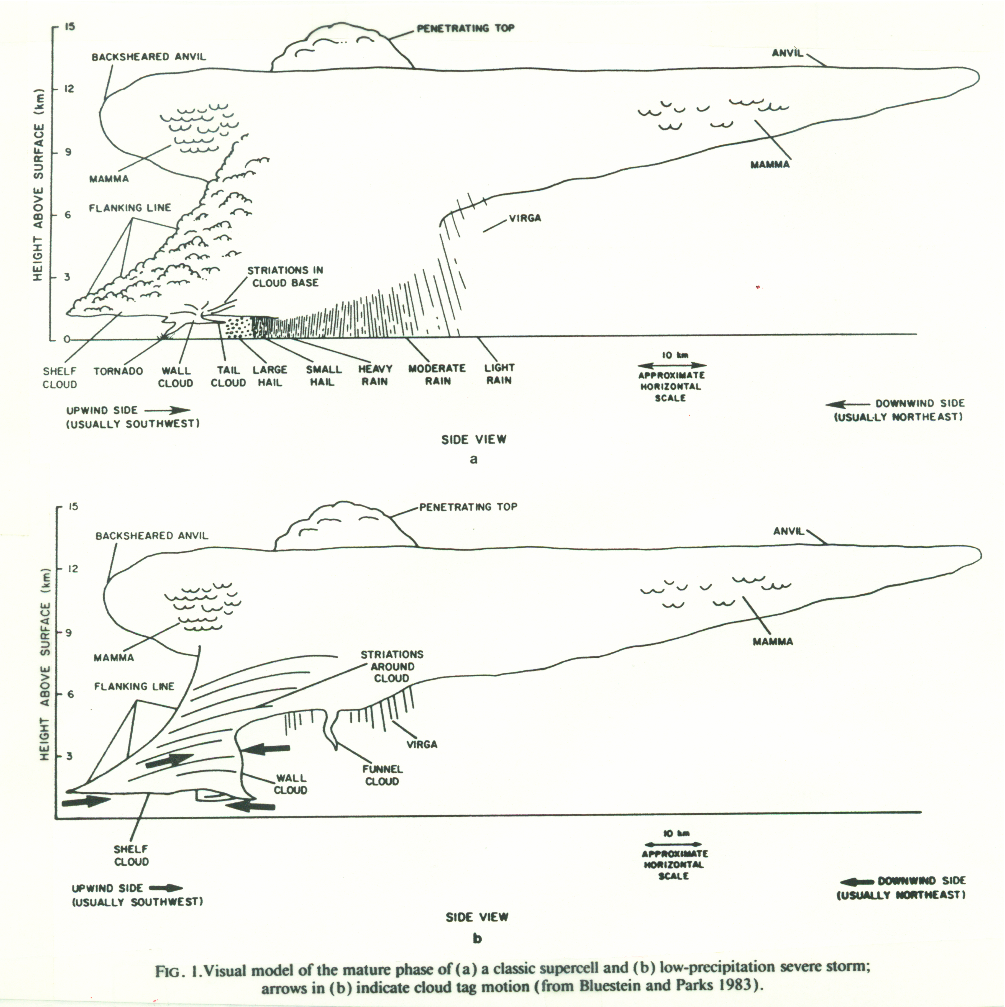 15
PENETRATING TOP
BACKSHEARED ANVIL
ANVIL
12
HEIGHT ABOVE SURFACE (km)
9
MAMMA
MAMMA
FLANKING LINE
6
VIRGA
3
STRIATIONS IN
CLOUD BASE
0
SHELF
CLOUD
TORNADO
WALL
CLOUD
TAIL
CLOUD
LARGE
HAIL
SMALL
HAIL
HEAVY
RAIN
MODERATE
RAIN
LIGHT
RAIN
10 km
APPROXIMATE
HORIZONTAL
SCALE
UPWIND SIDE
(USUALLY SOUTHWEST)
DOWNWIND SIDE
(USUALLY NORTHEAST)
SIDE VIEW
a
15
PENETRATING TOP
BACKSHEARED ANVIL
ANVIL
12
HEIGHT ABOVE SURFACE (km)
9
MAMMA
MAMMA
STRIATIONS
AROUND
CLOUD
FLANKING LINE
6
VIRGA
3
FUNNEL
CLOUD
WALL
CLOUD
SHELF
CLOUD
10 km
APPROXIMATE
HORIZONTAL
SCALE
UPWIND SIDE
(USUALLY SOUTHWEST)
DOWNWIND SIDE
(USUALLY NORTHEAST)
SIDE VIEW
b
FIG. 1.Visual model of the mature phase of (a) a classic supercell and (b) low-precipitation severe storm;
arrows in (b) indicate cloud tag motion (from Bluestein and Parks 1983).